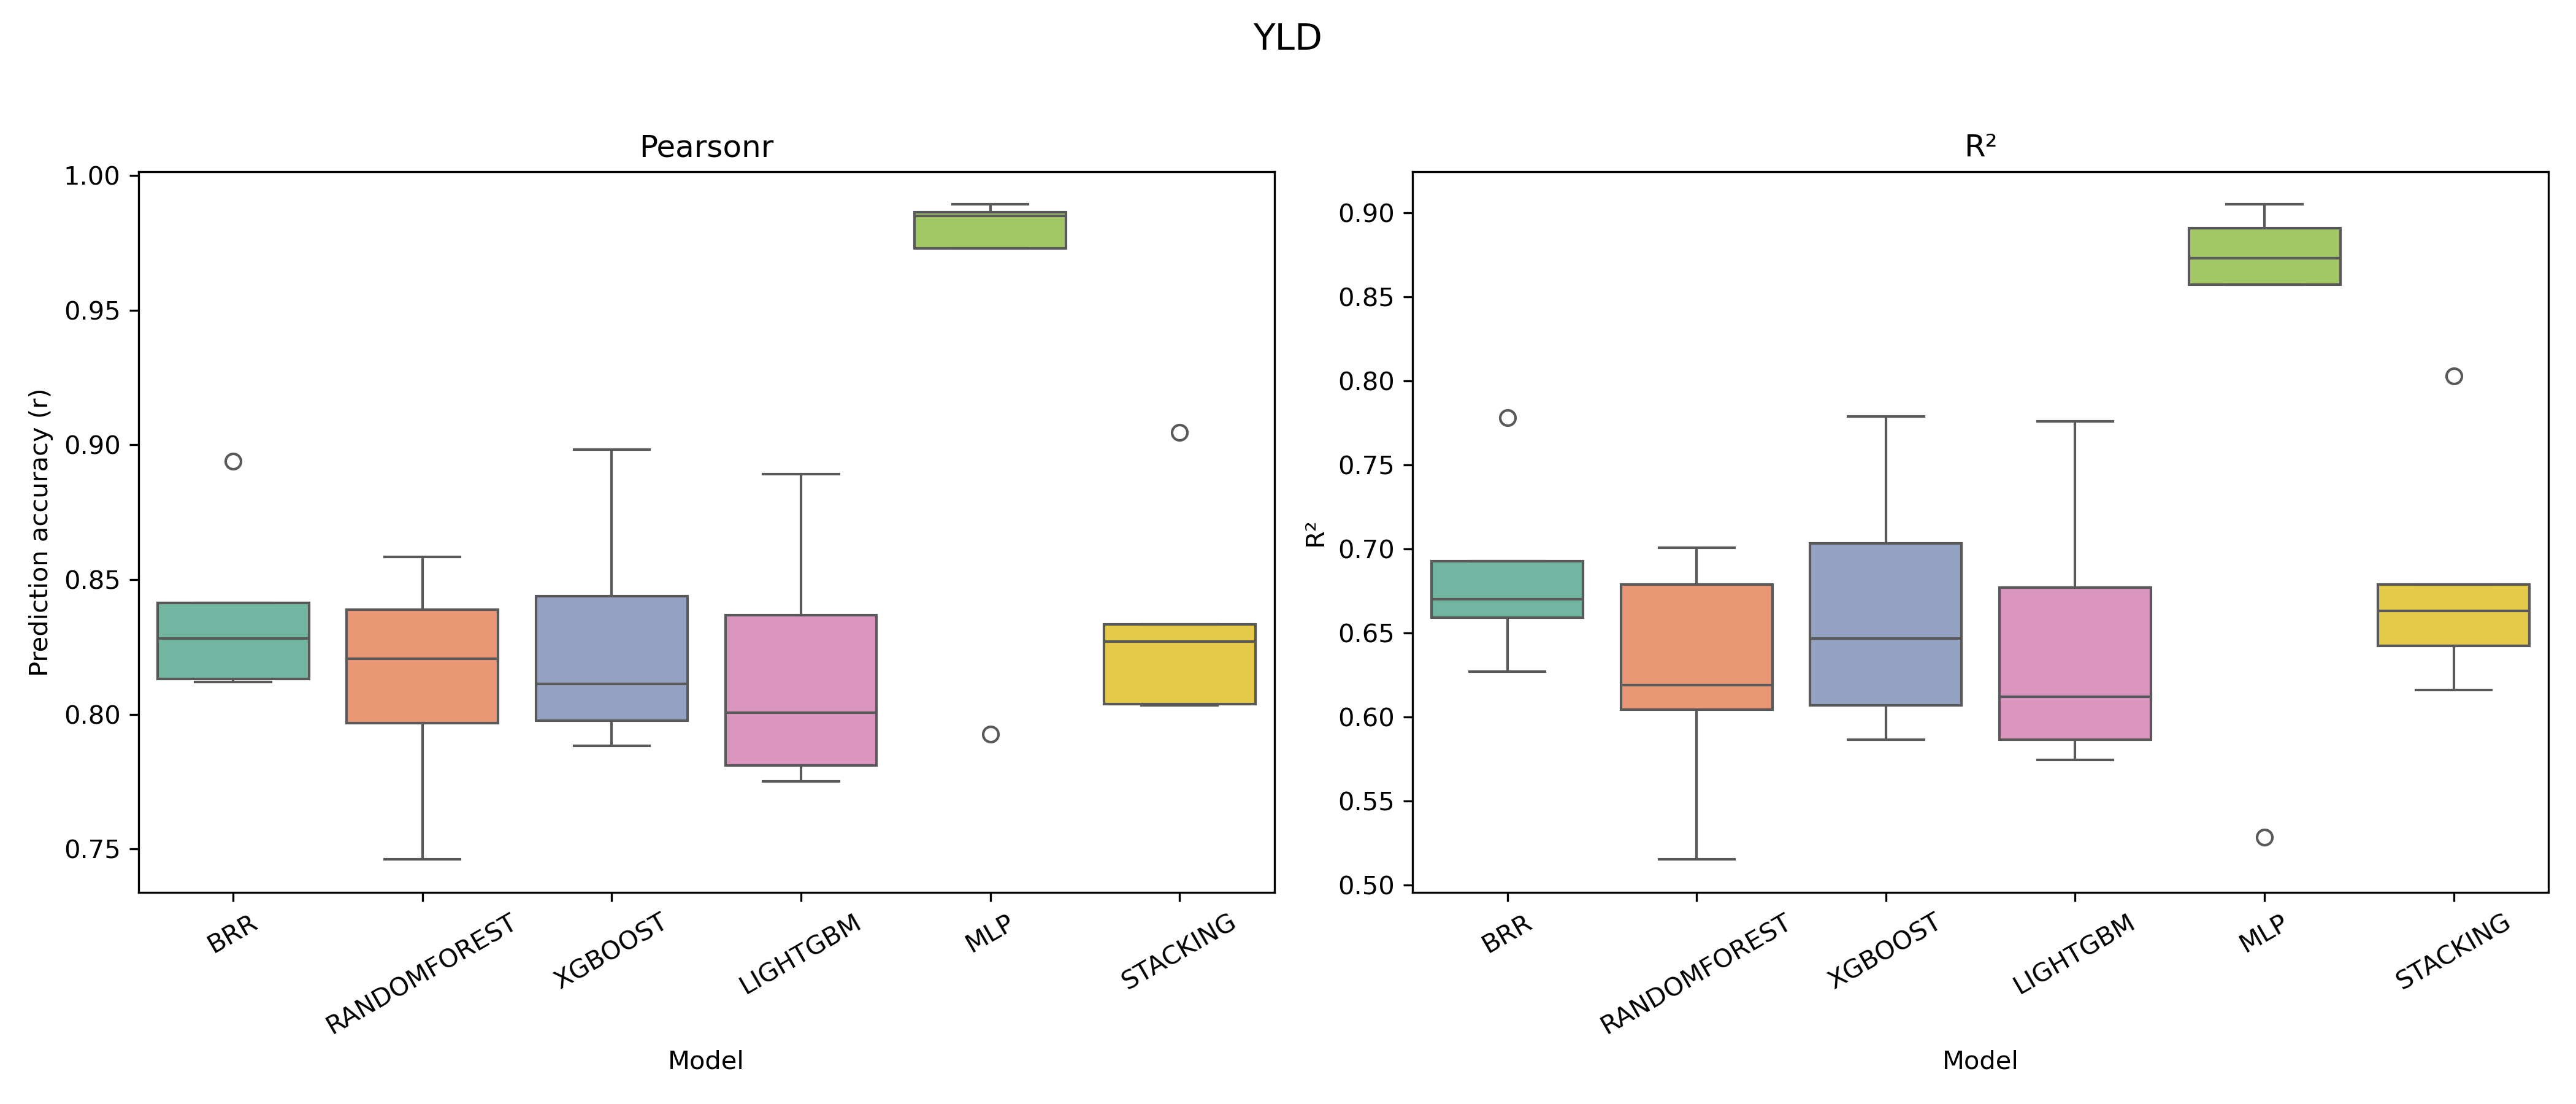 YLD
Pearsonr
Prediction accuracy (r)
1.00
0.95
0.90
0.85
0.80
0.75
BRR
RANDOMFOREST
XGBOOST
LIGHTGBM
MLP
STACKING
Model
R²
R²
0.90
0.85
0.80
0.75
0.70
0.65
0.60
0.55
0.50
BRR
RANDOMFOREST
XGBOOST
LIGHTGBM
MLP
STACKING
Model